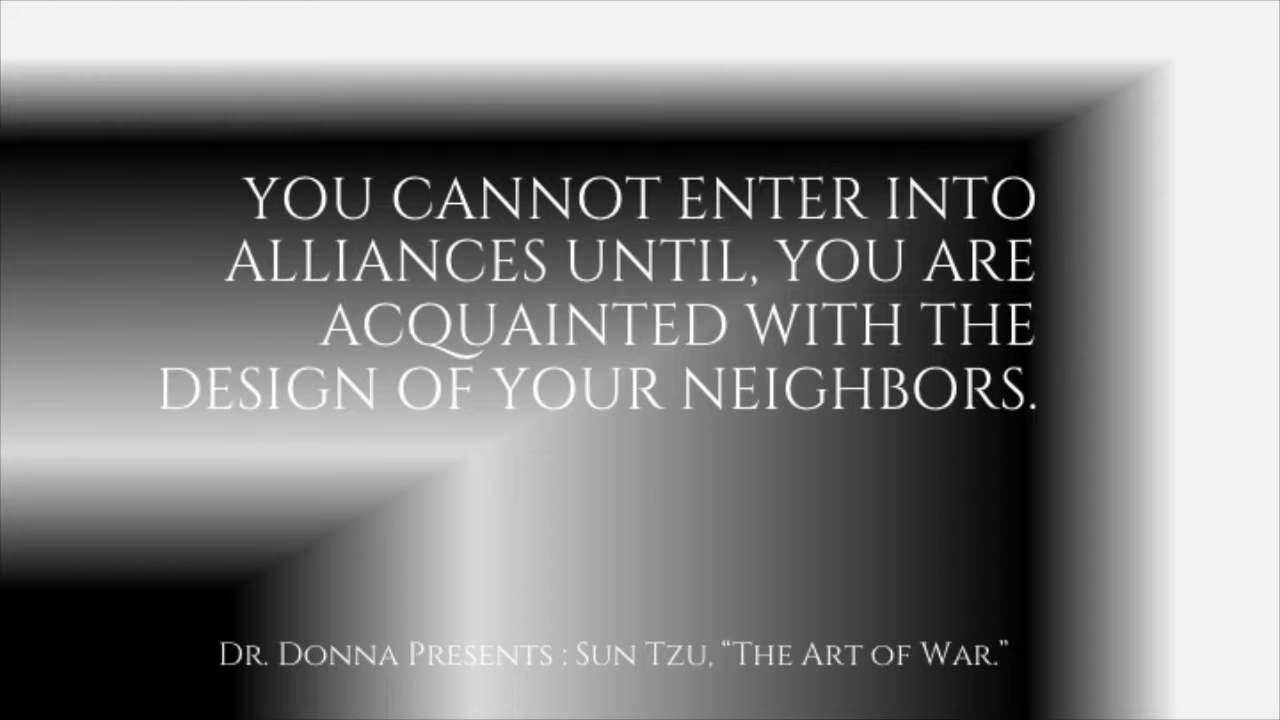 YOU CANNOT ENTER INTO
ALLIANCES UNTIL, YOU ARE
ACQUAINTED WITH THE
DESIGN OF YOUR NEIGHBORS.
DR. DONNA PRESENTS : SUN TZU, “THE ART OF WAR.”